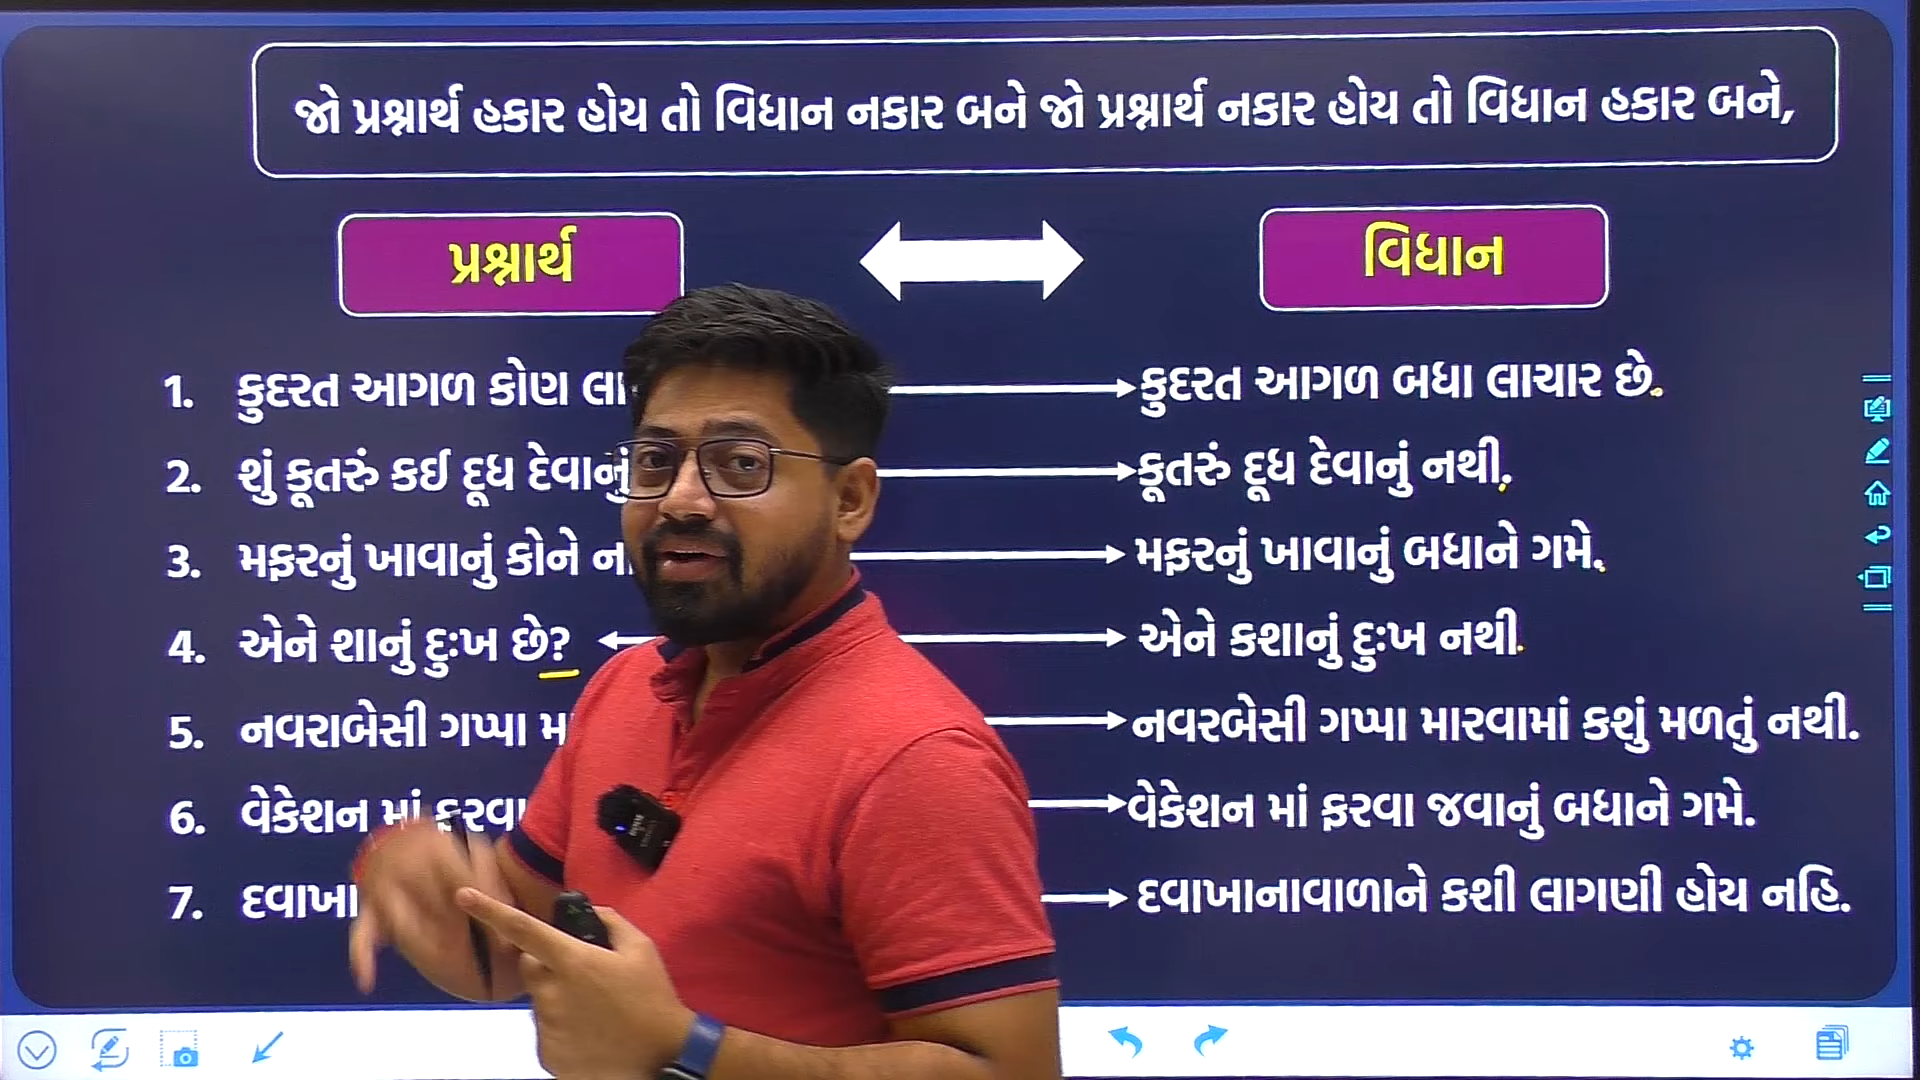 જો પ્રશ્નાર્થ હકાર હોય તો વિધાન નકાર બને જો પ્રશ્નાર્થ નકાર હોય તો વિધાન હકાર બને,
પ્રશ્નાર્થ
વિધાન
1. કુદરત આગળ કોણ
કુદરત આગળ બધા લાચાર છે.
2. શું કૂતરું કઈ દૂધ દેવાનું
કૂતરું દૂધ દેવાનું નથી.
3. મફરનું ખાવાનું કોને
મફરનું ખાવાનું બધાને ગમે.
4. એને શાનું દુઃખ છે?
એને કશાનું દુઃખ નથી.
5. નવરાબેસી ગપ્પા
નવરબેસી ગપ્પા મારવામાં કશું મળતું નથી.
6. વેકેશન માં ફરવા
વેકેશન માં ફરવા જવાનું બધાને ગમે.
7.
દવાખાનાવાળાને કશી લાગણી હોય નહિ.